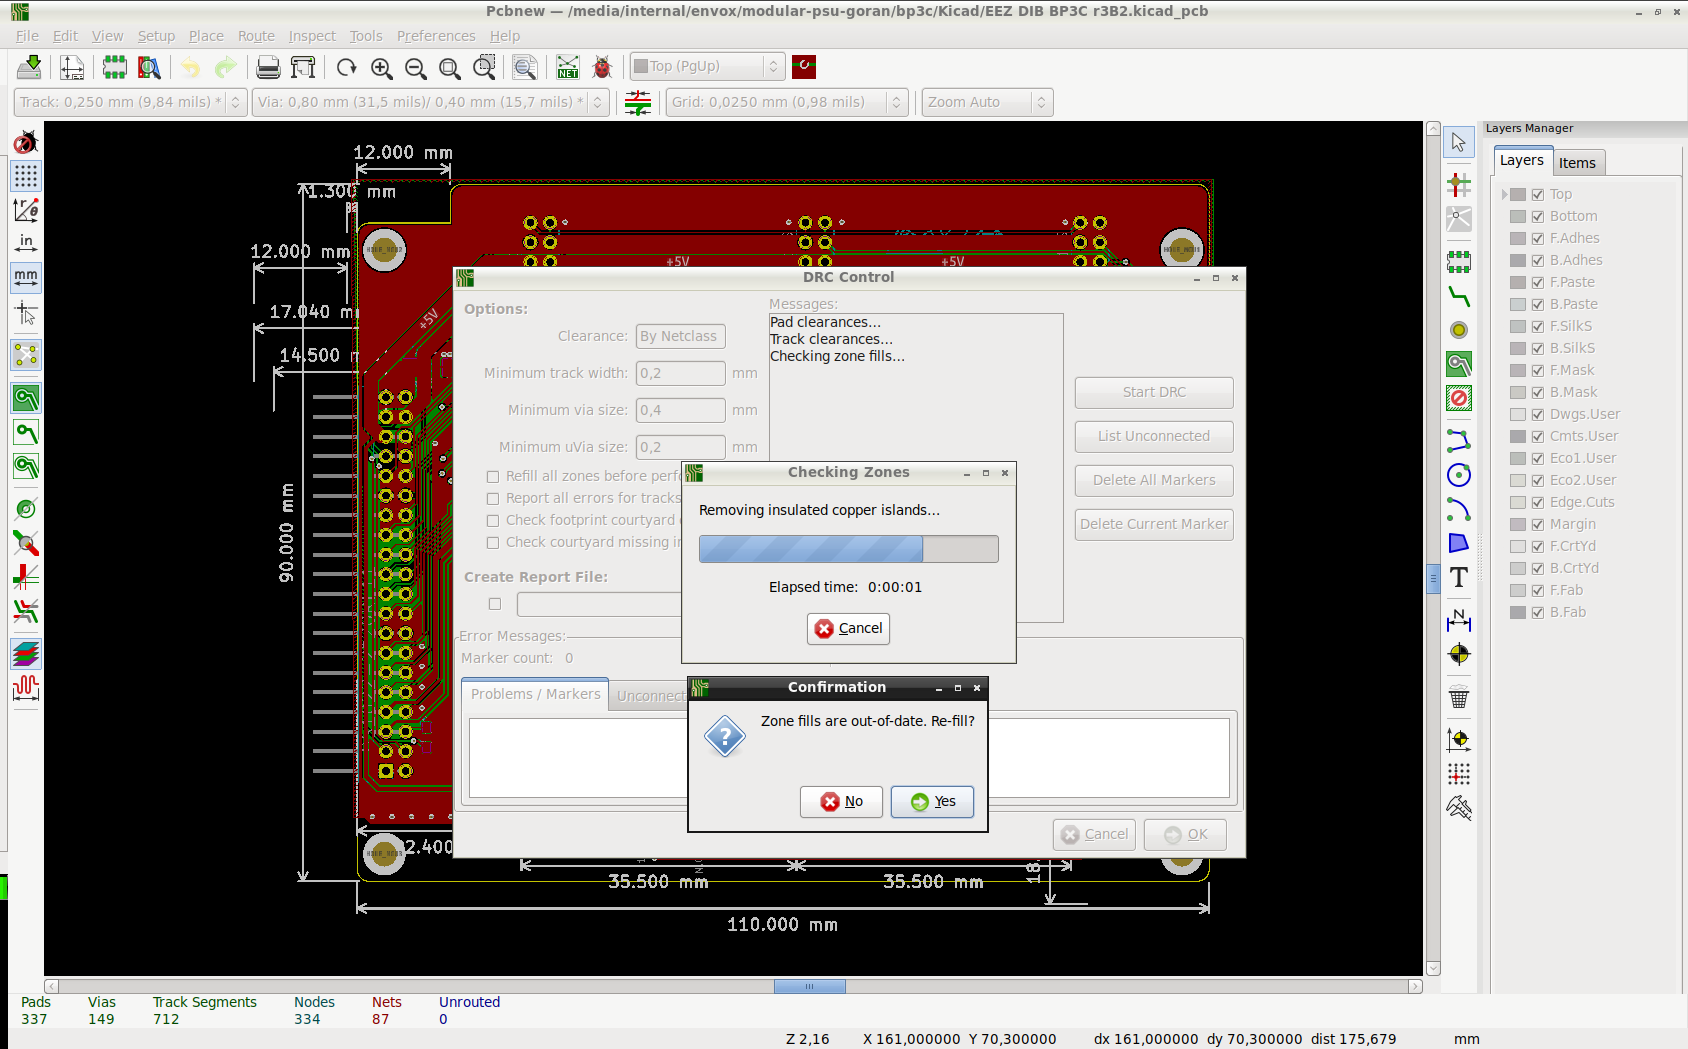 Pcbnew — /media/internal/envox/modular-psu-goran/bp3c/Kicad/EEZ DIB BP3C r3B2.kicad_pcb
File Edit View Setup Place Route Inspect Tools Preferences Help
NET
Top (PgUp)
Track: 0,250 mm (9,84 mils) *
Via: 0,80 mm (31,5 mils)/ 0,40 mm (15,7 mils) *
Grid: 0,0250 mm (0,98 mils)
Zoom Auto
in
mm
12.000 mm
1.300 mm
12.000 mm
17.040 m
14.500
90.000 mm
+5V
+5V
+5V
2.400
35.500 mm
35.500 mm
18.
110.000 mm
DRC Control
Options:
Clearance: By Netclass
Minimum track width: 0,2 mm
Minimum via size: 0,4 mm
Minimum uVia size: 0,2 mm
Refill all zones before perfo
Report all errors for tracks
Check footprint courtyard
Check courtyard missing in
Create Report File:
Messages:
Pad clearances...
Track clearances...
Checking zone fills...
Start DRC
List Unconnected
Delete All Markers
Delete Current Marker
Error Messages:
Marker count: 0
Problems / Markers
Unconnect
Cancel
OK
Checking Zones
Removing insulated copper islands...
Elapsed time: 0:00:01
Cancel
Confirmation
Zone fills are out-of-date. Re-fill?
No
Yes
Layers Manager
Layers
Items
Top
Bottom
F.Adhes
B.Adhes
F.Paste
B.Paste
F.SilkS
B.SilkS
F.Mask
B.Mask
Dwgs.User
Cmts.User
Eco1.User
Eco2.User
Edge.Cuts
Margin
F.CrtYd
B.CrtYd
F.Fab
B.Fab
T
N
Pads Vias Track Segments Nodes Nets Unrouted
337 149 712 334 87 0
Z 2,16 X 161,000000 Y 70,300000 dx 161,000000 dy 70,300000 dist 175,679 mm